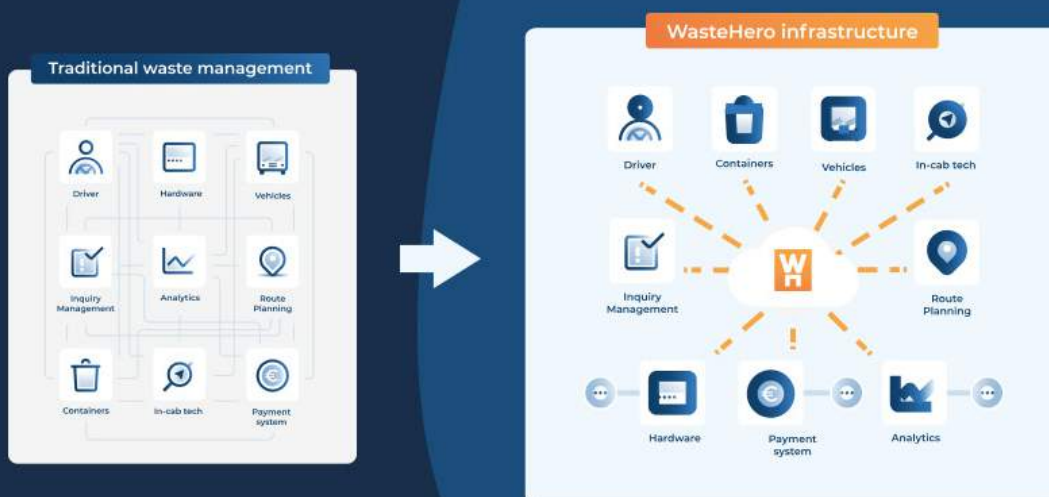 Traditional waste management
Driver
Hardware
Vehicles
Inquiry
Management
Analytics
Route
Planning
Containers
In-cab tech
Payment
system
WasteHero infrastructure
Driver
Containers
Vehicles
In-cab tech
Inquiry
Management
WH
Route
Planning
Hardware
Payment
system
Analytics